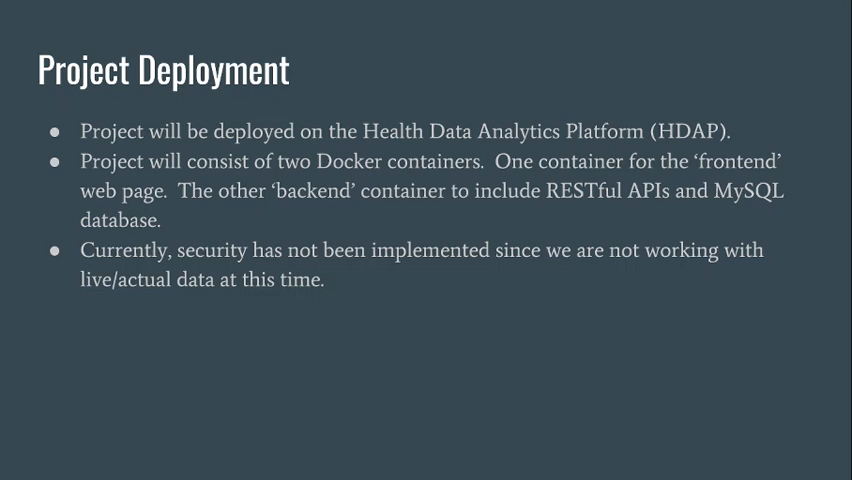 Project Deployment
● Project will be deployed on the Health Data Analytics Platform (HDAP).
● Project will consist of two Docker containers.  One container for the ‘frontend’
web page.  The other ‘backend’ container to include RESTful APIs and MySQL
database.
● Currently, security has not been implemented since we are not working with
live/actual data at this time.